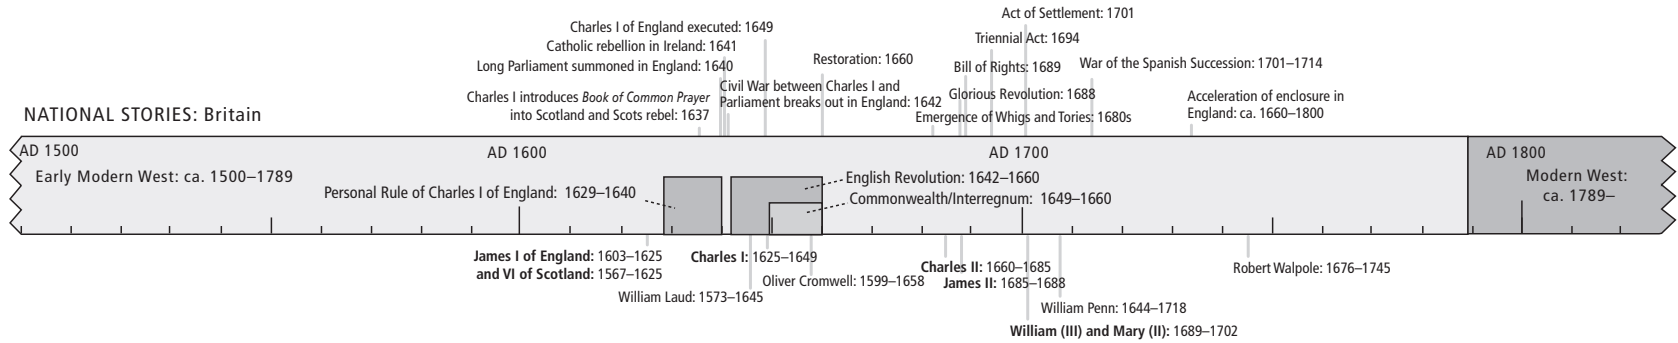 Act of Settlement: 1701
Charles I of England executed: 1649
Triennial Act: 1694
Catholic rebellion in Ireland: 1641
Restoration: 1660
Long Parliament summoned in England: 1640
Bill of Rights: 1689
War of the Spanish Succession: 1701–1714
Civil War between Charles I and
Parliament breaks out in England: 1642
Glorious Revolution: 1688
Charles I introduces Book of Common Prayer
into Scotland and Scots rebel: 1637
Acceleration of enclosure in
England: ca. 1660–1800
Emergence of Whigs and Tories: 1680s
NATIONAL STORIES: Britain
AD 1500
AD 1600
AD 1700
AD 1800
Early Modern West: ca. 1500–1789
Modern West:
ca. 1789–
Personal Rule of Charles I of England: 1629–1640
English Revolution: 1642–1660
Commonwealth/Interregnum: 1649–1660
James I of England: 1603–1625
and VI of Scotland: 1567–1625
Charles I: 1625–1649
Charles II: 1660–1685
Robert Walpole: 1676–1745
Oliver Cromwell: 1599–1658
James II: 1685–1688
William Laud: 1573–1645
William Penn: 1644–1718
William (III) and Mary (II): 1689–1702